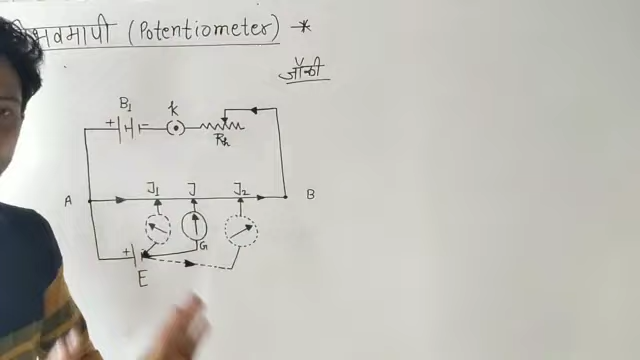 भवमापी (Potentiometer) *
जॉकी
B₁
k
+ -
Rh
A J₁ J J₂ B
G
+
E